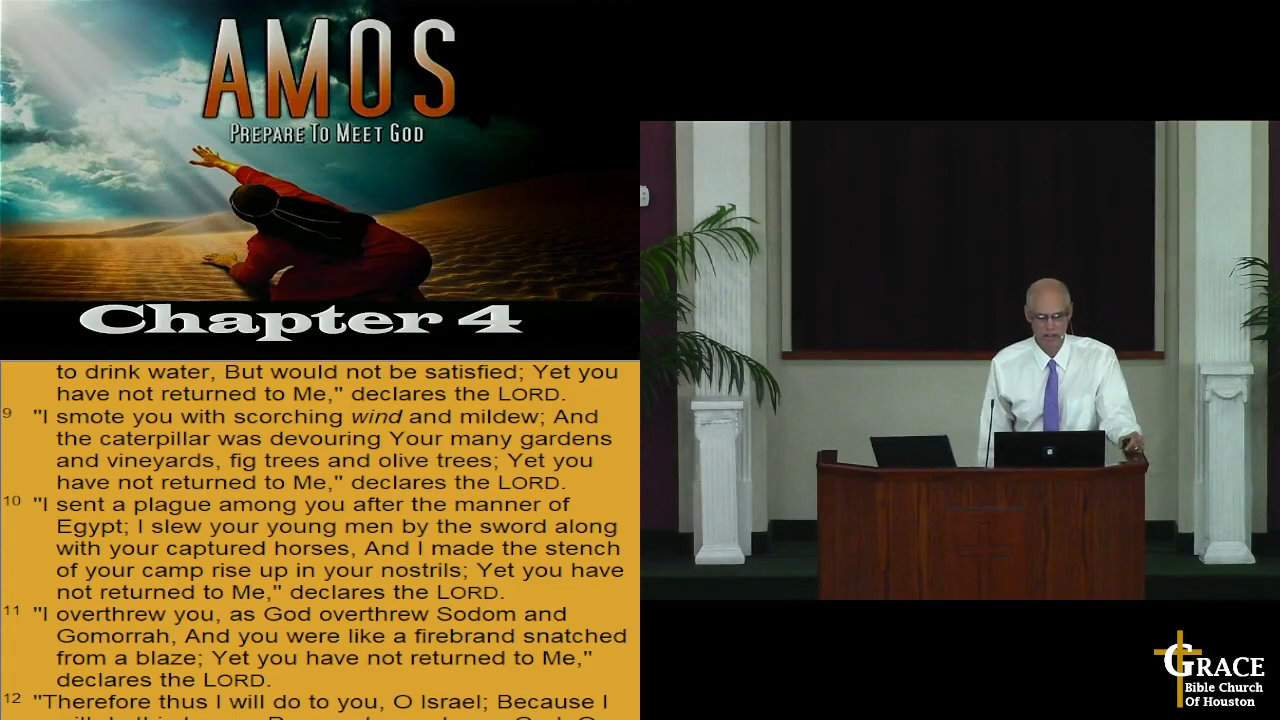 AMOS
PREPARE TO MEET GOD
Chapter 4
to drink water, But would not be satisfied; Yet you
have not returned to Me," declares the LORD.
9 "I smote you with scorching wind and mildew; And
the caterpillar was devouring Your many gardens
and vineyards, fig trees and olive trees; Yet you
have not returned to Me," declares the LORD.
10 "I sent a plague among you after the manner of
Egypt; I slew your young men by the sword along
with your captured horses, And I made the stench
of your camp rise up in your nostrils; Yet you have
not returned to Me," declares the LORD.
11 "I overthrew you, as God overthrew Sodom and
Gomorrah, And you were like a firebrand snatched
from a blaze; Yet you have not returned to Me,"
declares the LORD.
12 "Therefore thus I will do to you, O Israel; Because I
GRACE
Bible Church
Of Houston